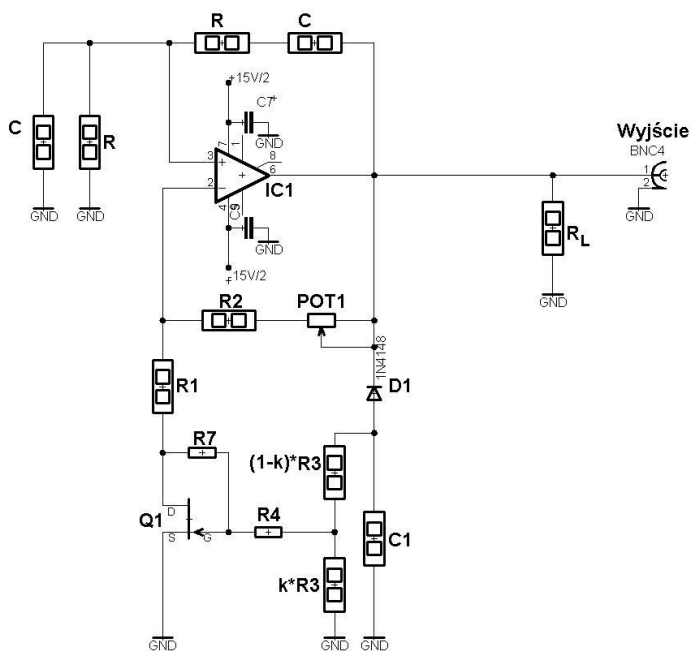 R
C
+15V/2
C7+
GND
C
R
Wyjście
BNC4
7
1
3
+
+
8
6
1
2
2
-
IC1
GND
GND
4
5
C9
GND
GND
R_L
+15V/2
GND
R2
POT1
1N4148
R1
D1
R7
(1-k)*R3
Q1
D
S
G
R4
C1
k*R3
GND
GND
GND